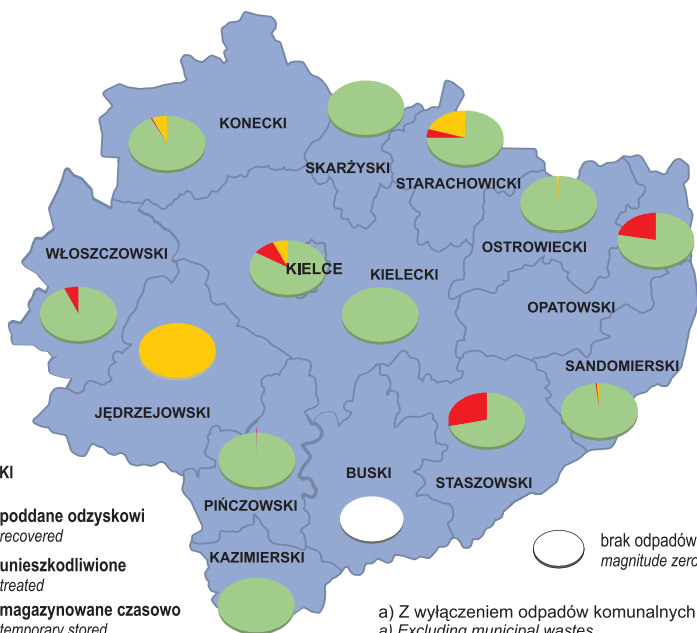 KONECKI
SKARŻYSKI
STARACHOWICKI
OSTROWIECKI
WŁOSZCZOWSKI
KIELCE
KIELECKI
OPATOWSKI
SANDOMIERSKI
JĘDRZEJOWSKI
KI
BUSKI
STASZOWSKI
PIŃCZOWSKI
poddane odzyskowi
recovered
brak odpadów
magnitude zero
KAZIMIERSKI
unieszkodliwione
treated
magazynowane czasowo
temporary stored
a) Z wyłączeniem odpadów komunalnych
a) Excluding municipal wastes